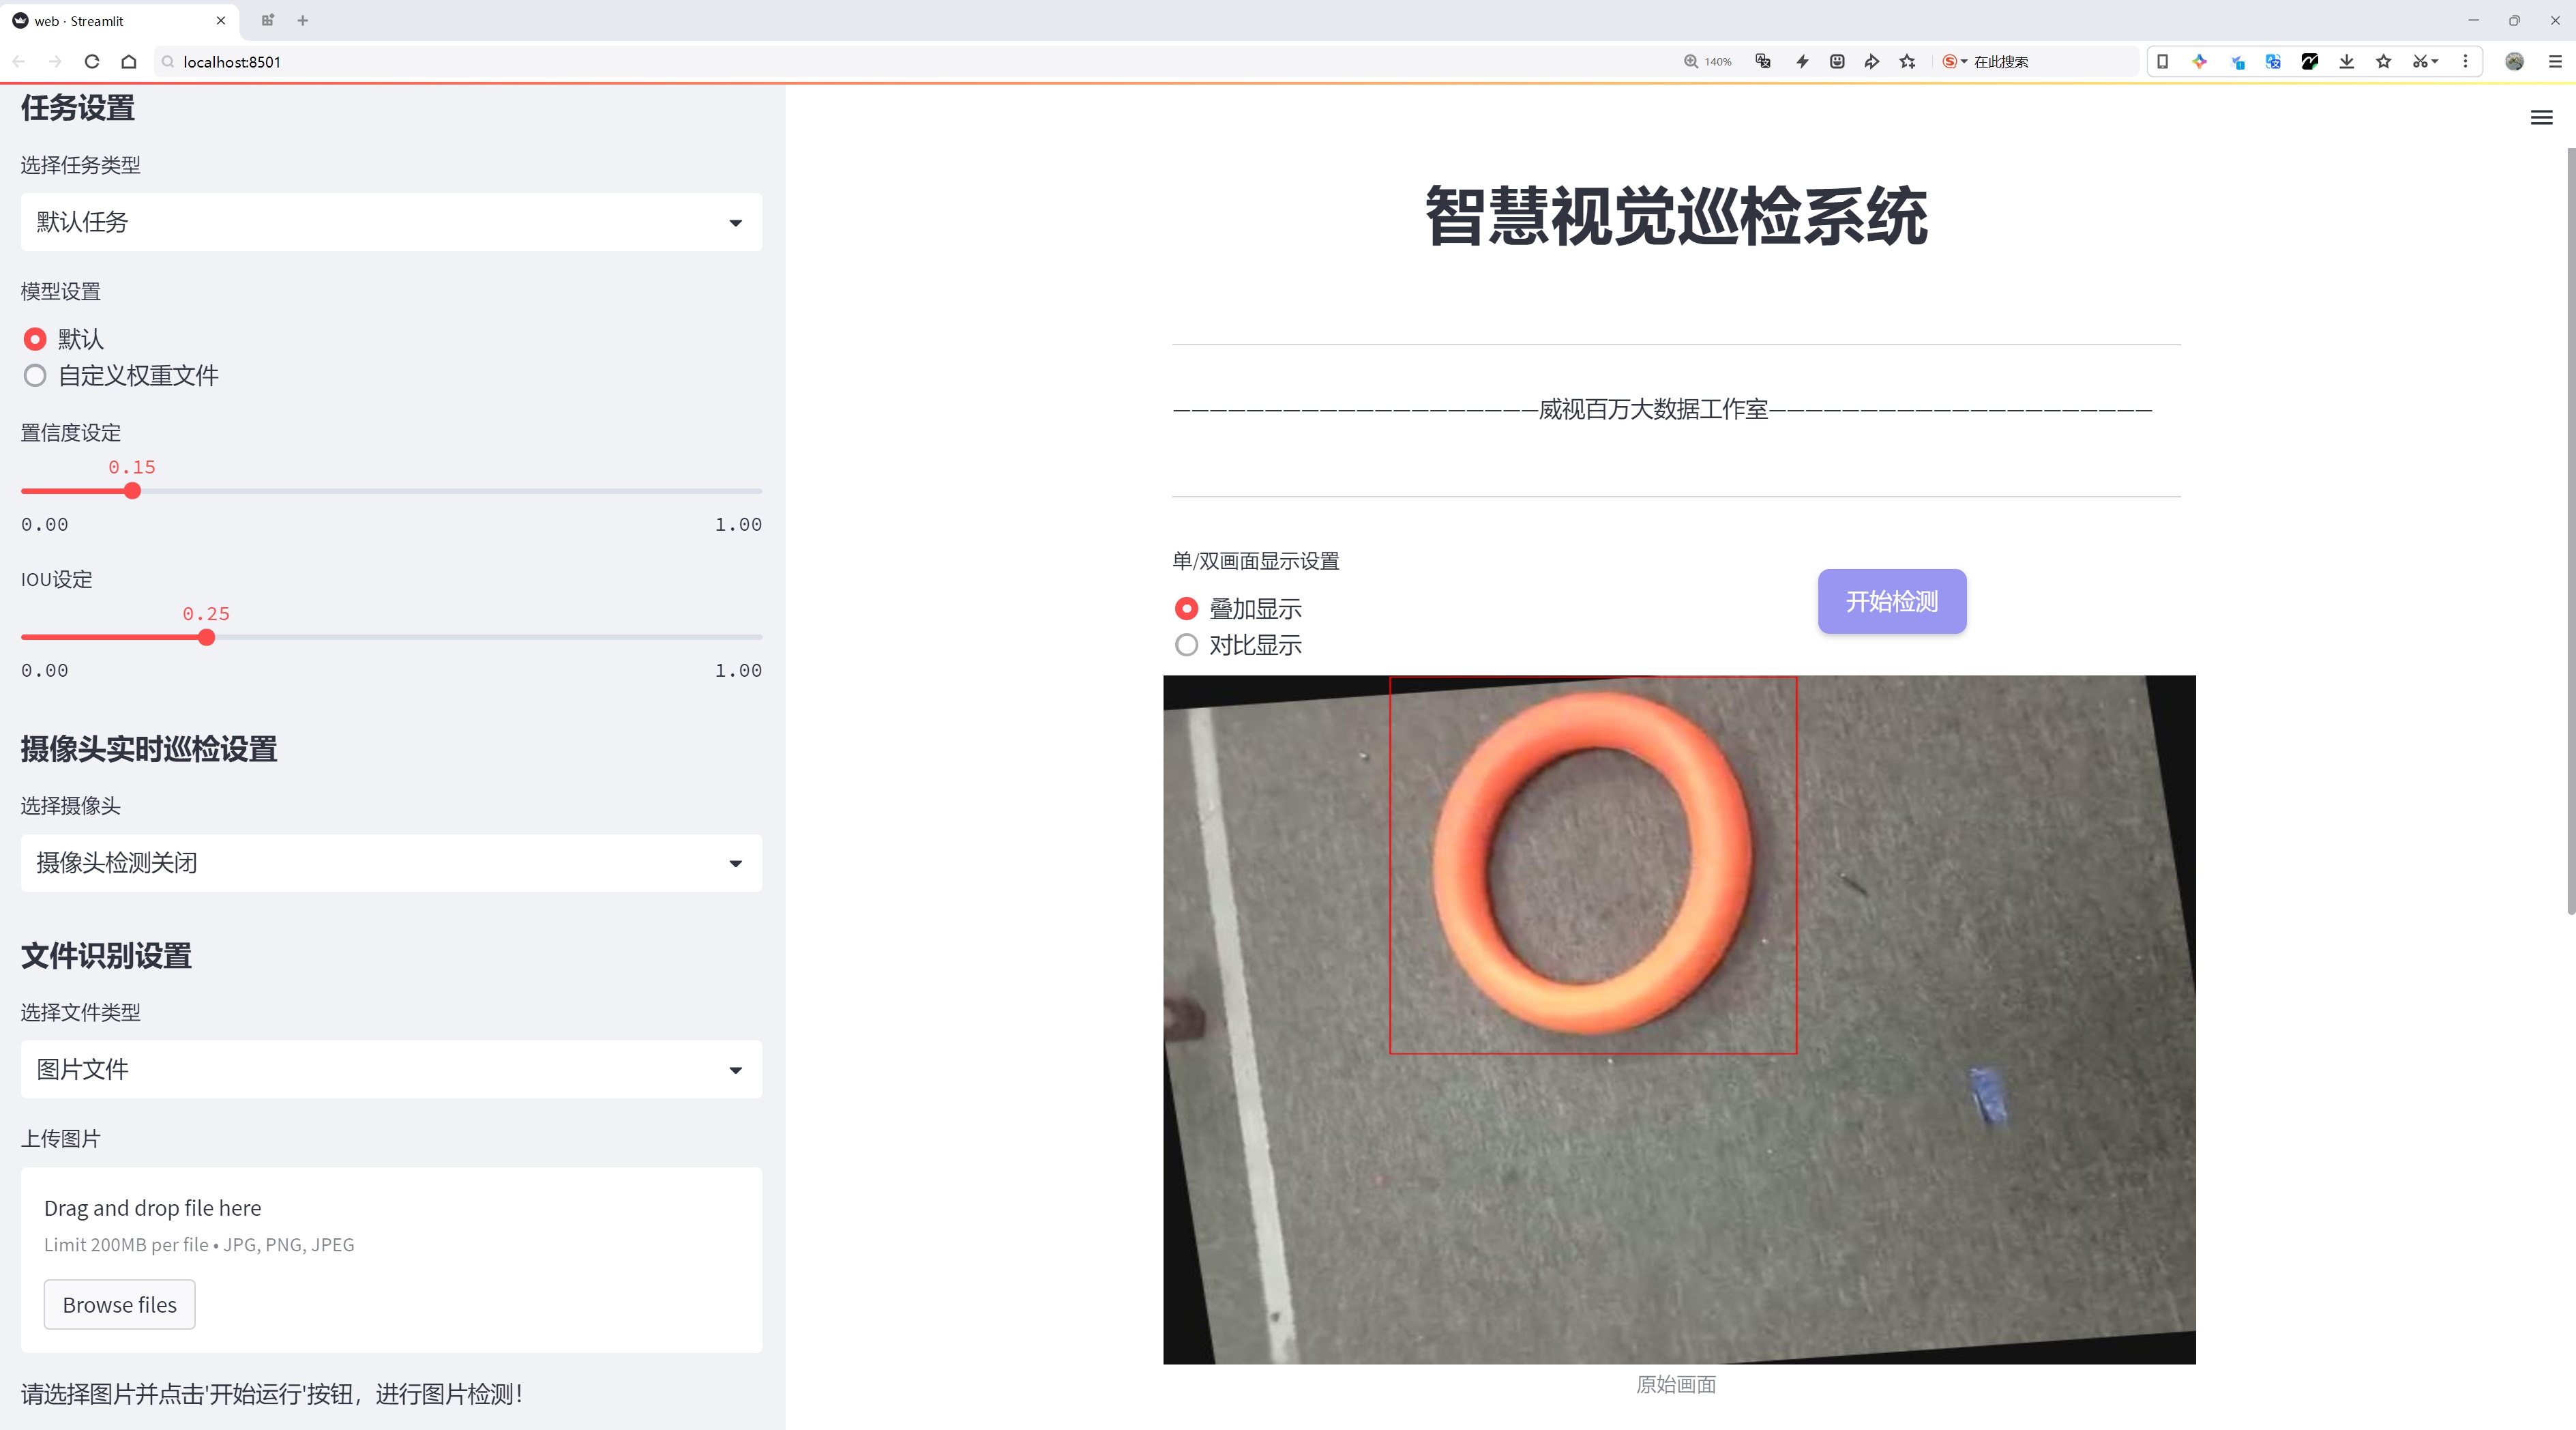 web · Streamlit
localhost:8501
140%
在此搜索
任务设置
选择任务类型
默认任务
模型设置
默认
自定义权重文件
置信度设定
0.15
0.00 1.00
IOU设定
0.25
0.00 1.00
摄像头实时巡检设置
选择摄像头
摄像头检测关闭
文件识别设置
选择文件类型
图片文件
上传图片
Drag and drop file here
Limit 200MB per file • JPG, PNG, JPEG
Browse files
请选择图片并点击'开始运行'按钮，进行图片检测！
智慧视觉巡检系统
————————————————————威视百万大数据工作室—————————————————————
单/双画面显示设置
叠加显示
对比显示
开始检测
原始画面